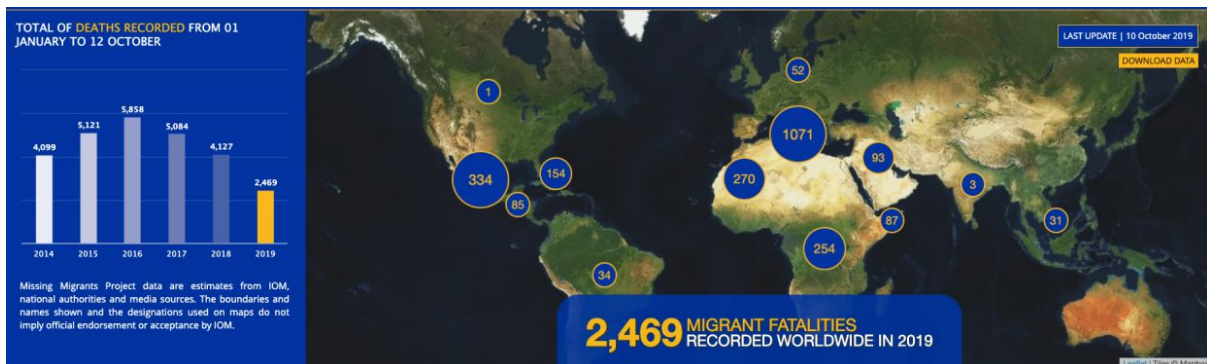 TOTAL OF DEATHS RECORDED FROM 01
JANUARY TO 12 OCTOBER
5,858
5,121
5,084
4,099
4,127
2,469
2014 2015 2016 2017 2018 2019
Missing Migrants Project data are estimates from IOM,
national authorities and media sources. The boundaries and
names shown and the designations used on maps do not
imply official endorsement or acceptance by IOM.
LAST UPDATE | 10 October 2019
DOWNLOAD DATA
52
1
1071
93
154
334
270
3
85
87
31
254
34
2,469 MIGRANT FATALITIES
RECORDED WORLDWIDE IN 2019
Leaflet | Tiles © Mapbox